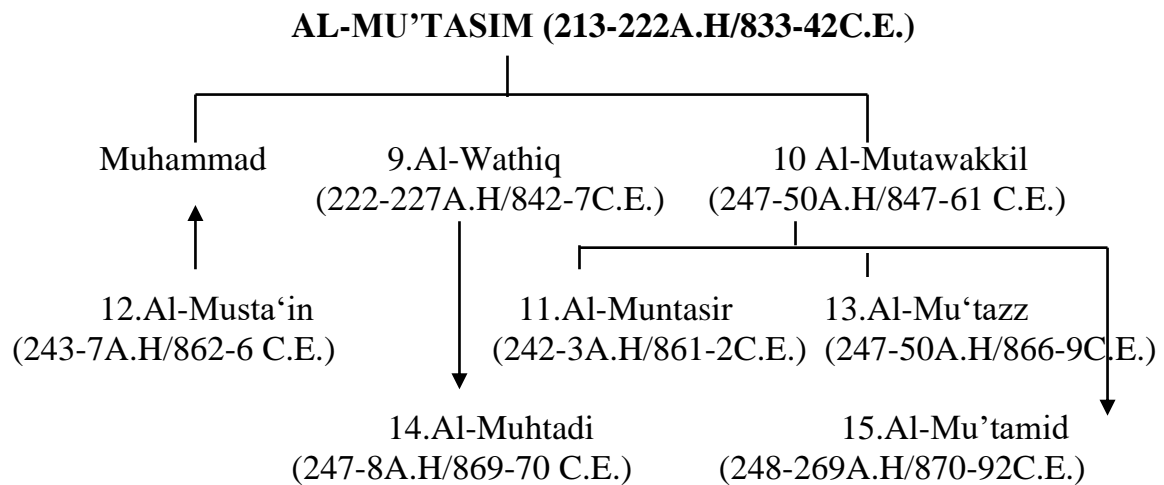 AL-MU’TASIM (213-222A.H/833-42C.E.)
Muhammad 9.Al-Wathiq 10 Al-Mutawakkil
(222-227A.H/842-7C.E.) (247-50A.H/847-61 C.E.)
12.Al-Musta‘in 11.Al-Muntasir 13.Al-Mu‘tazz
(243-7A.H/862-6 C.E.) (242-3A.H/861-2C.E.) (247-50A.H/866-9C.E.)
14.Al-Muhtadi 15.Al-Mu’tamid
(247-8A.H/869-70 C.E.) (248-269A.H/870-92C.E.)